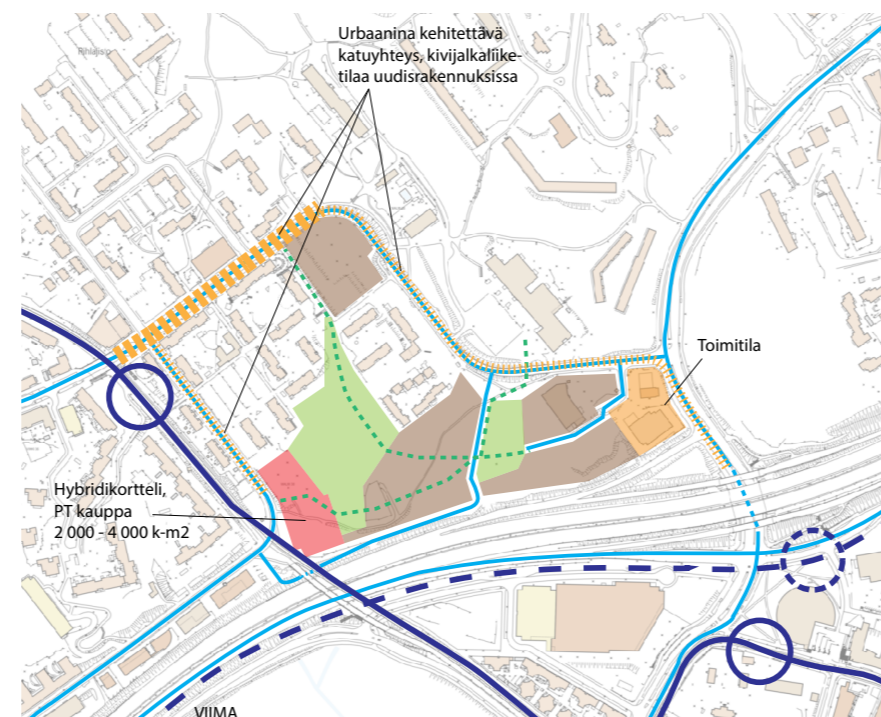 Urbaanina kehitettävä
katuyhteys, kivijalkaliike-
tilaa uudisrakennuksissa
Toimitila
Hybridikortteli,
PT kauppa
2 000 - 4 000 k-m2
VIIMA